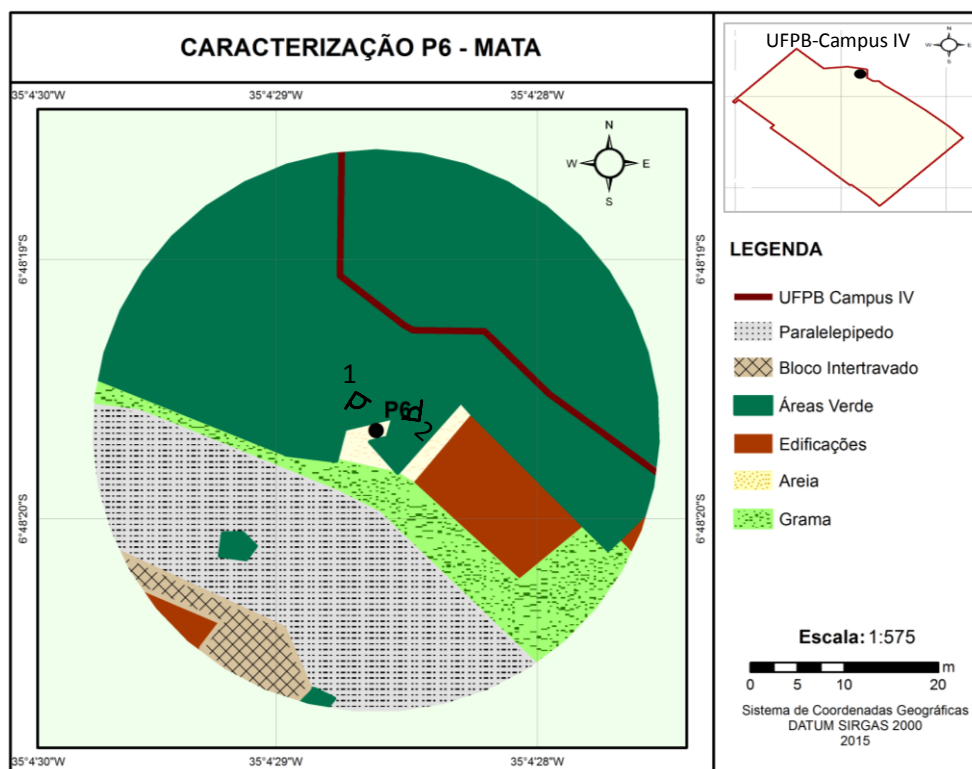 CARACTERIZAÇÃO P6 - MATA
UFPB-Campus IV
N
W E
S
35°4'30"W 35°4'29"W 35°4'28"W
N
W E
S
6°48'19"S 6°48'19"S
LEGENDA
UFPB Campus IV
Paralelepipedo
Bloco Intertravado
Áreas Verde
Edificações
Areia
Grama
1
P P6 P
2
6°48'20"S 6°48'20"S
Escala: 1:575
m
0 5 10 20
Sistema de Coordenadas Geográficas
DATUM SIRGAS 2000
2015
35°4'30"W 35°4'29"W 35°4'28"W